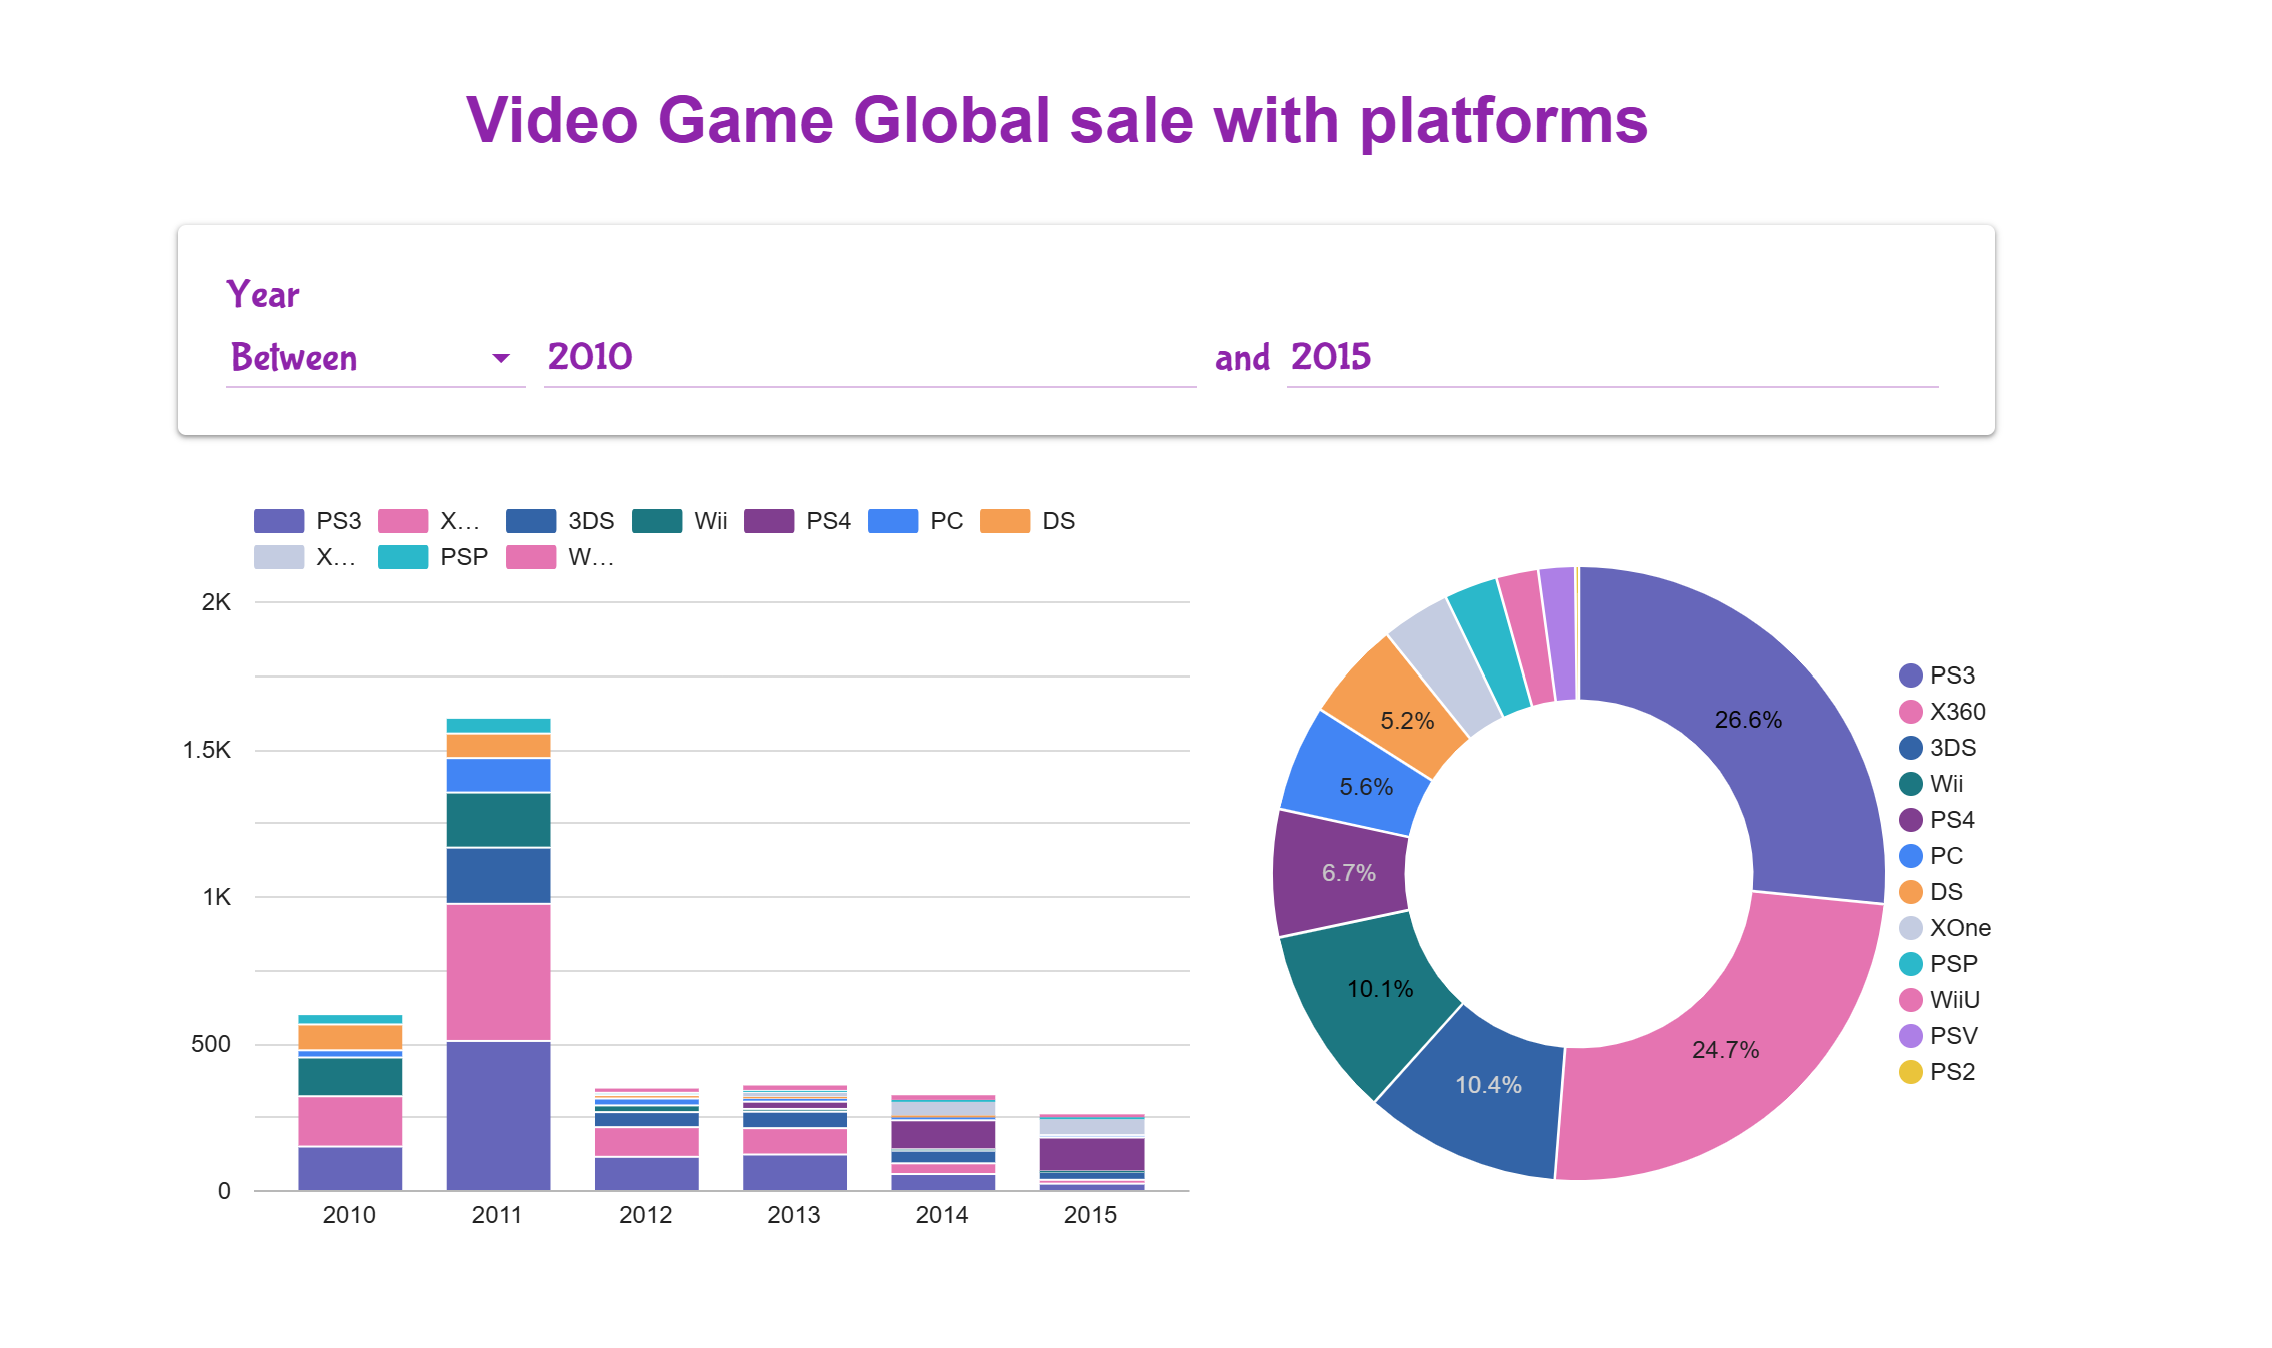 Video Game Global sale with platforms
Year
Between 2010 and 2015
PS3 X… 3DS Wii PS4 PC DS
X… PSP W…
2K
1.5K
1K
500
0
2010 2011 2012 2013 2014 2015
26.6%
24.7%
10.4%
10.1%
6.7%
5.6%
5.2%
PS3
X360
3DS
Wii
PS4
PC
DS
XOne
PSP
WiiU
PSV
PS2